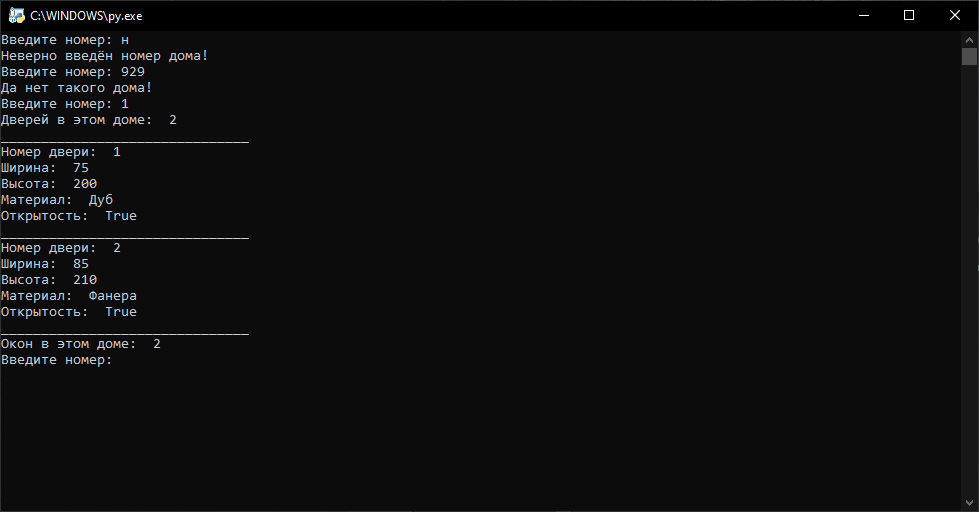 C:\WINDOWS\py.exe
Введите номер: н
Неверно введён номер дома!
Введите номер: 929
Да нет такого дома!
Введите номер: 1
Дверей в этом доме:  2
_______________________________
Номер двери:  1
Ширина:  75
Высота:  200
Материал:  Дуб
Открытость:  True
_______________________________
Номер двери:  2
Ширина:  85
Высота:  210
Материал:  Фанера
Открытость:  True
_______________________________
Окон в этом доме:  2
Введите номер: